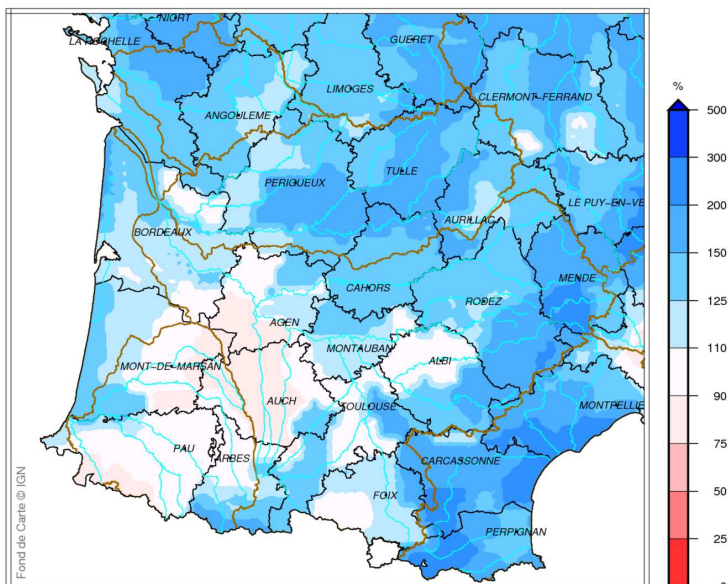 NIORT
LA ROCHELLE
GUERET
%
LIMOGES
CLERMONT-FERRAND
500
ANGOULEME
300
PERIGUEUX
TULLE
200
LE PUY-EN-VE
AURILLAC
BORDEAUX
150
CAHORS
MENDE
RODEZ
125
AGEN
MONTAUBAN
110
MONT-DE-MARSAN
ALBI
90
AUCH
TOULOUSE
MONTPELLIE
75
PAU
TARBES
CARCASSONNE
50
FOIX
PERPIGNAN
25
Fond de Carte © IGN